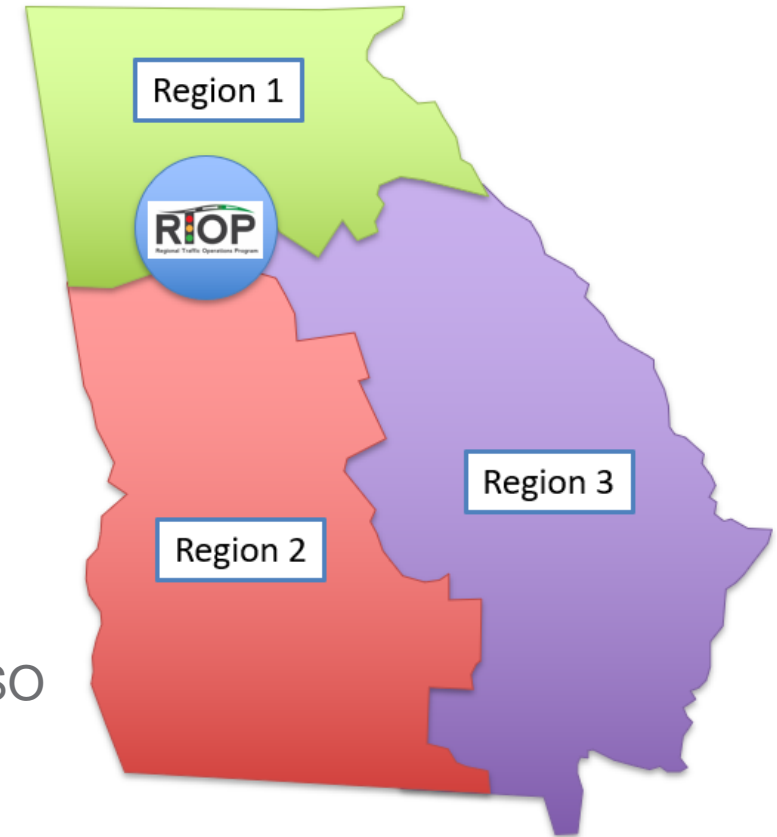 Region 1
RTOP
Regional Traffic Operations Program
Region 3
Region 2
SO